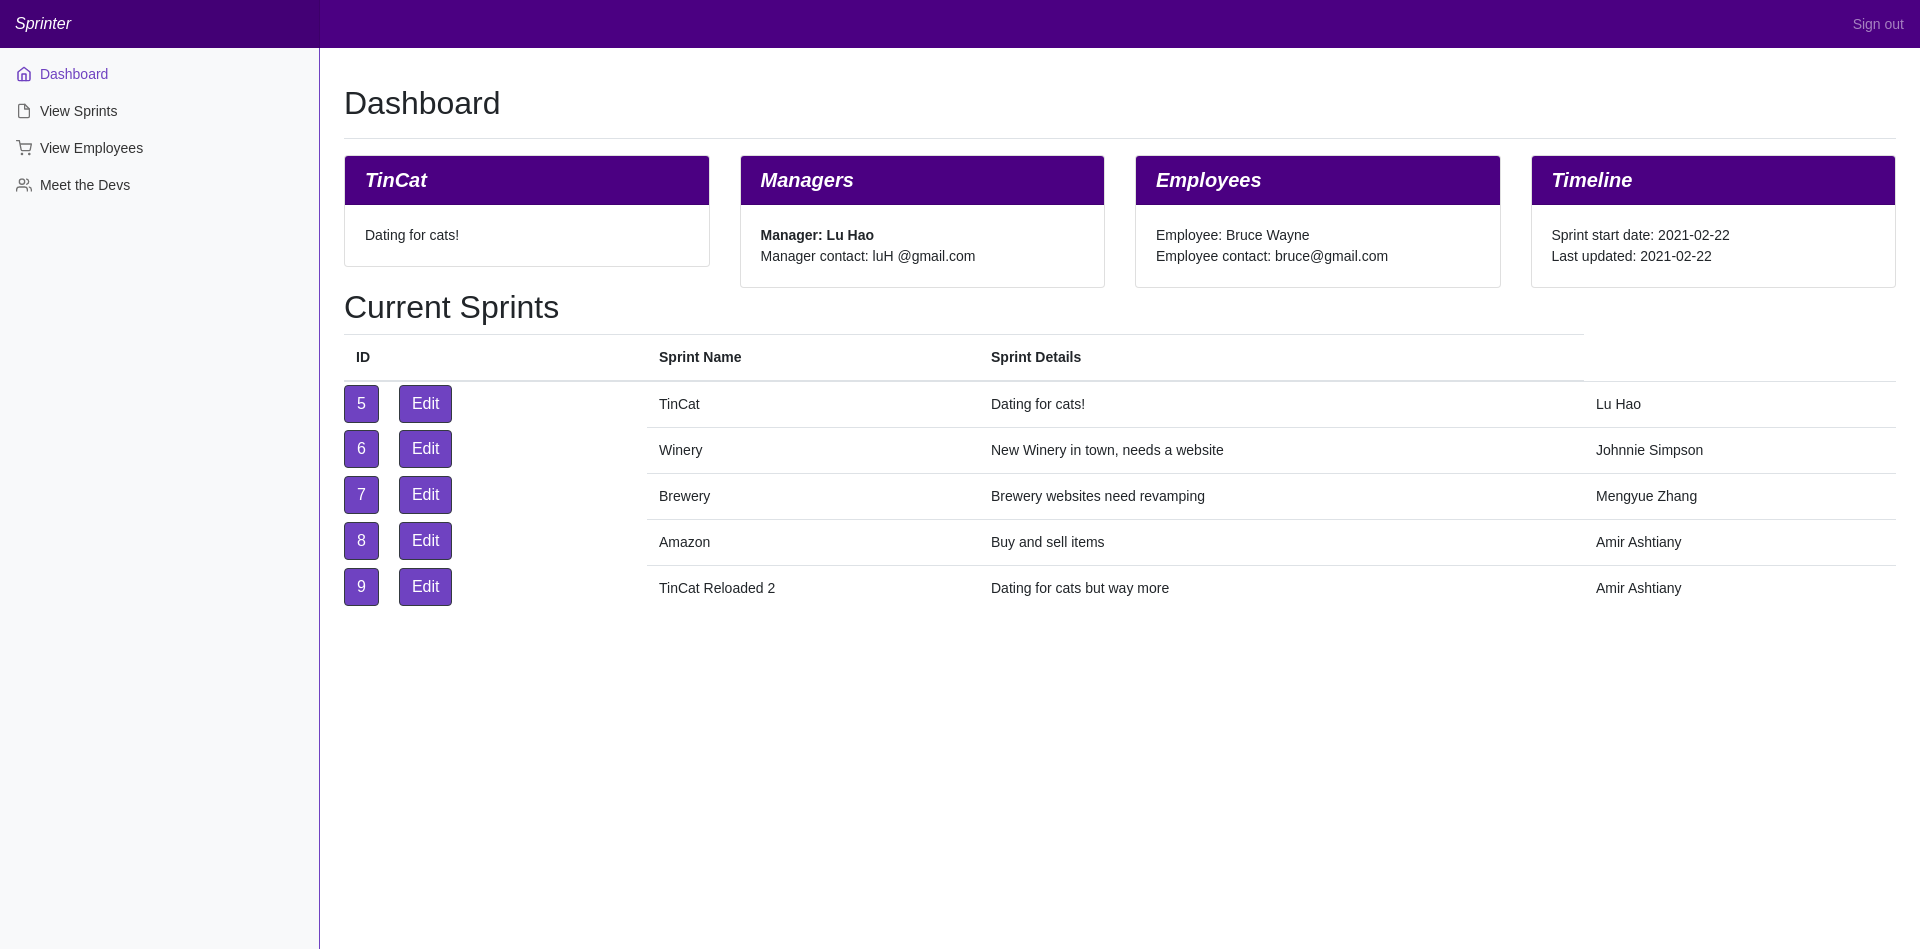 Sprinter
Sign out
Dashboard
View Sprints
View Employees
Meet the Devs
Dashboard
TinCat
Dating for cats!
Managers
Manager: Lu Hao
Manager contact: luH @gmail.com
Employees
Employee: Bruce Wayne
Employee contact: bruce@gmail.com
Timeline
Sprint start date: 2021-02-22
Last updated: 2021-02-22
Current Sprints
ID Sprint Name Sprint Details
5 Edit TinCat Dating for cats! Lu Hao
6 Edit Winery New Winery in town, needs a website Johnnie Simpson
7 Edit Brewery Brewery websites need revamping Mengyue Zhang
8 Edit Amazon Buy and sell items Amir Ashtiany
9 Edit TinCat Reloaded 2 Dating for cats but way more Amir Ashtiany